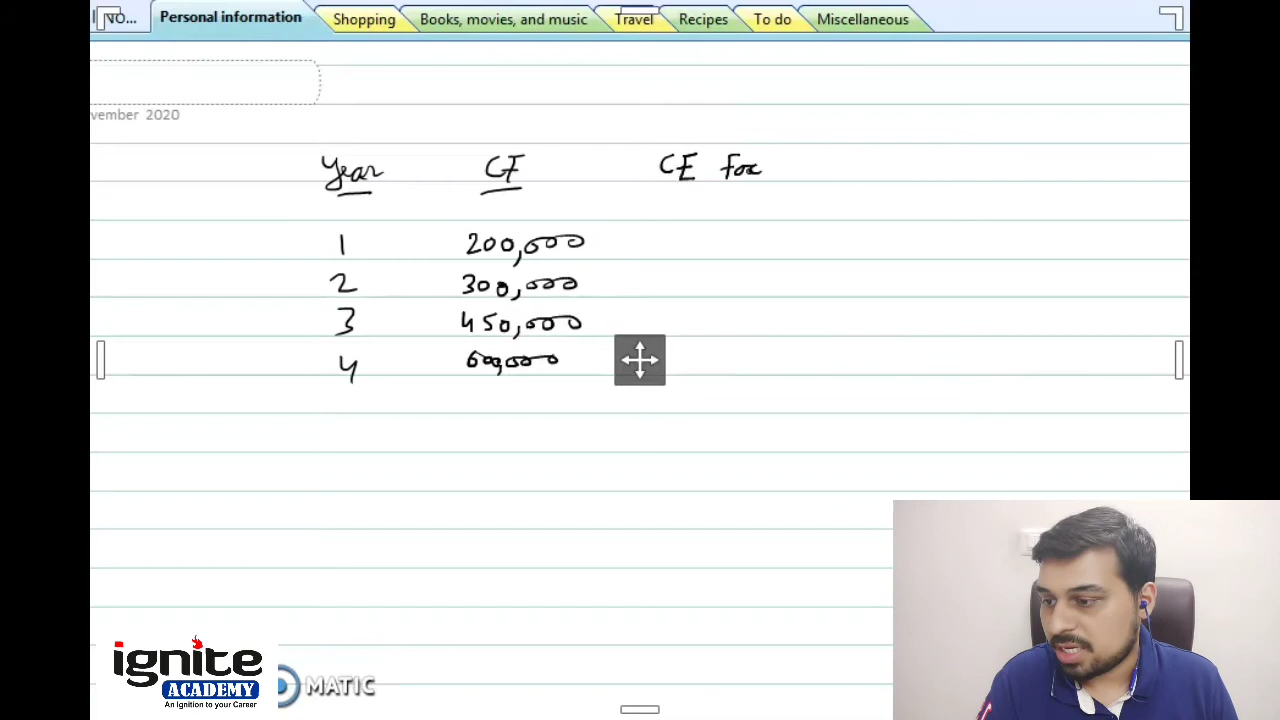 NO... Personal information Shopping Books, movies, and music Travel Recipes To do Miscellaneous
vember 2020
Year CF CE Fac
1 200,000
2 300,000
3 450,000
4 600,000
ignite
ACADEMY
An Ignition to your Career
MATIC